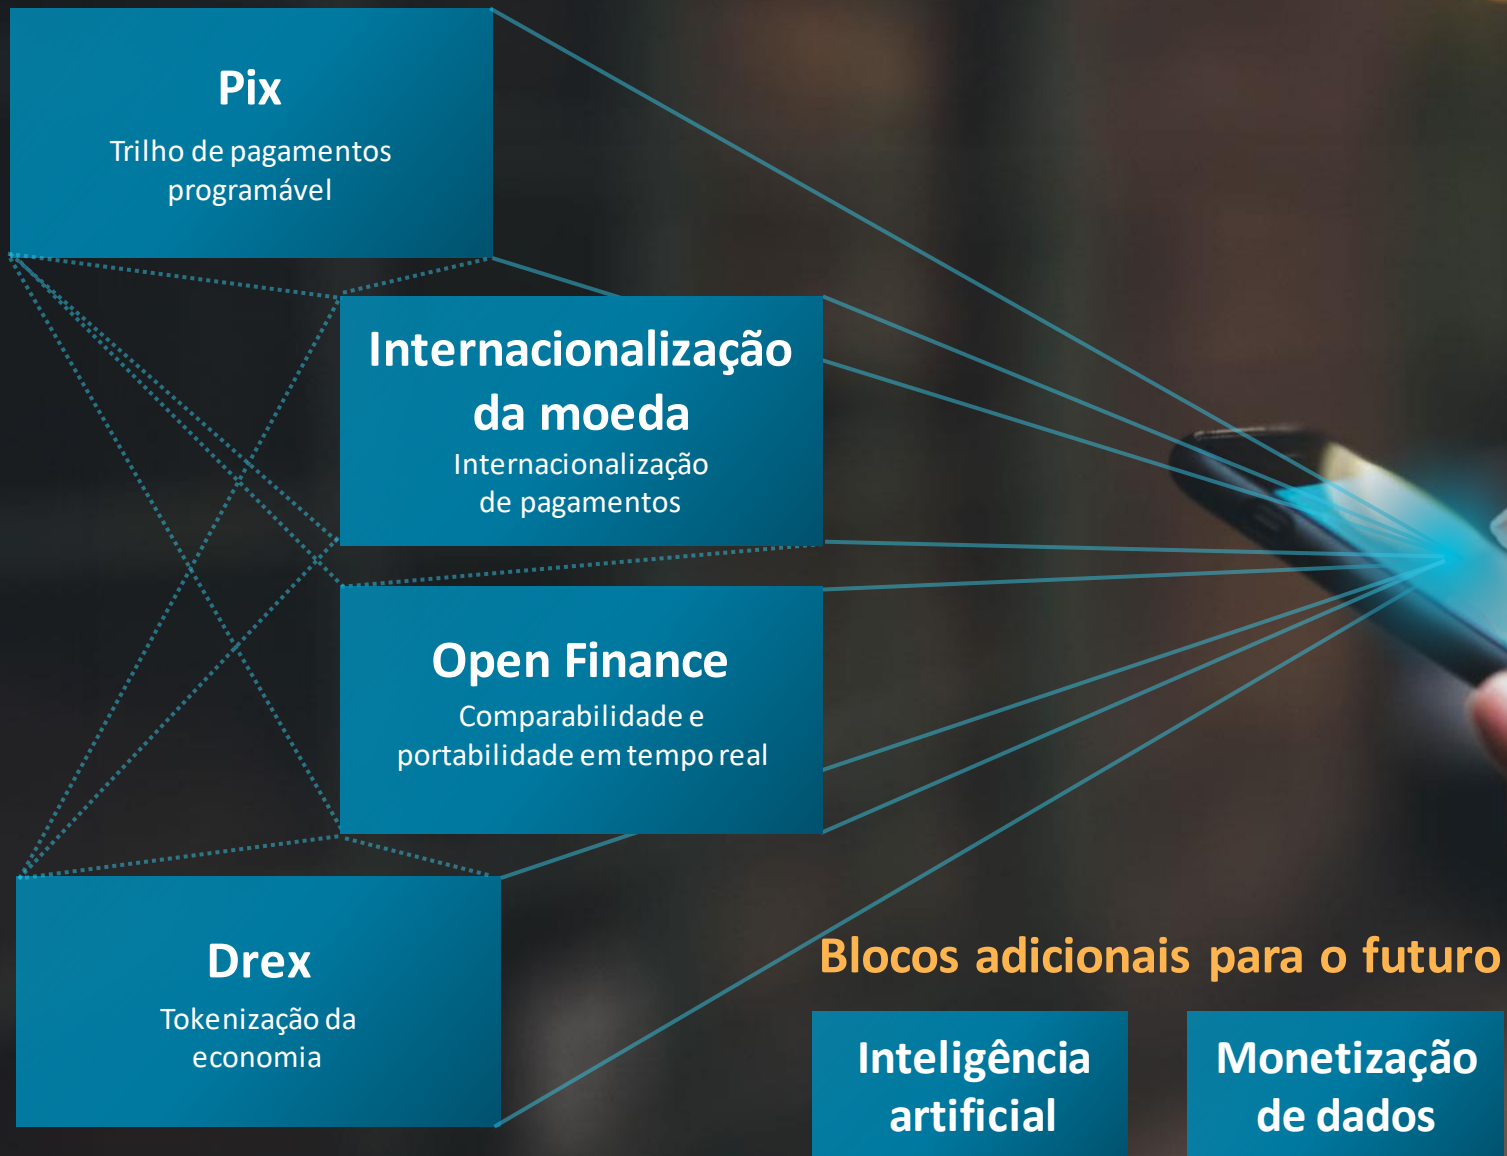 Pix
Trilho de pagamentos
programável
Internacionalização
da moeda
Internacionalização
de pagamentos
Open Finance
Comparabilidade e
portabilidade em tempo real
Drex
Tokenização da
economia
Blocos adicionais para o futuro
Inteligência
artificial
Monetização
de dados